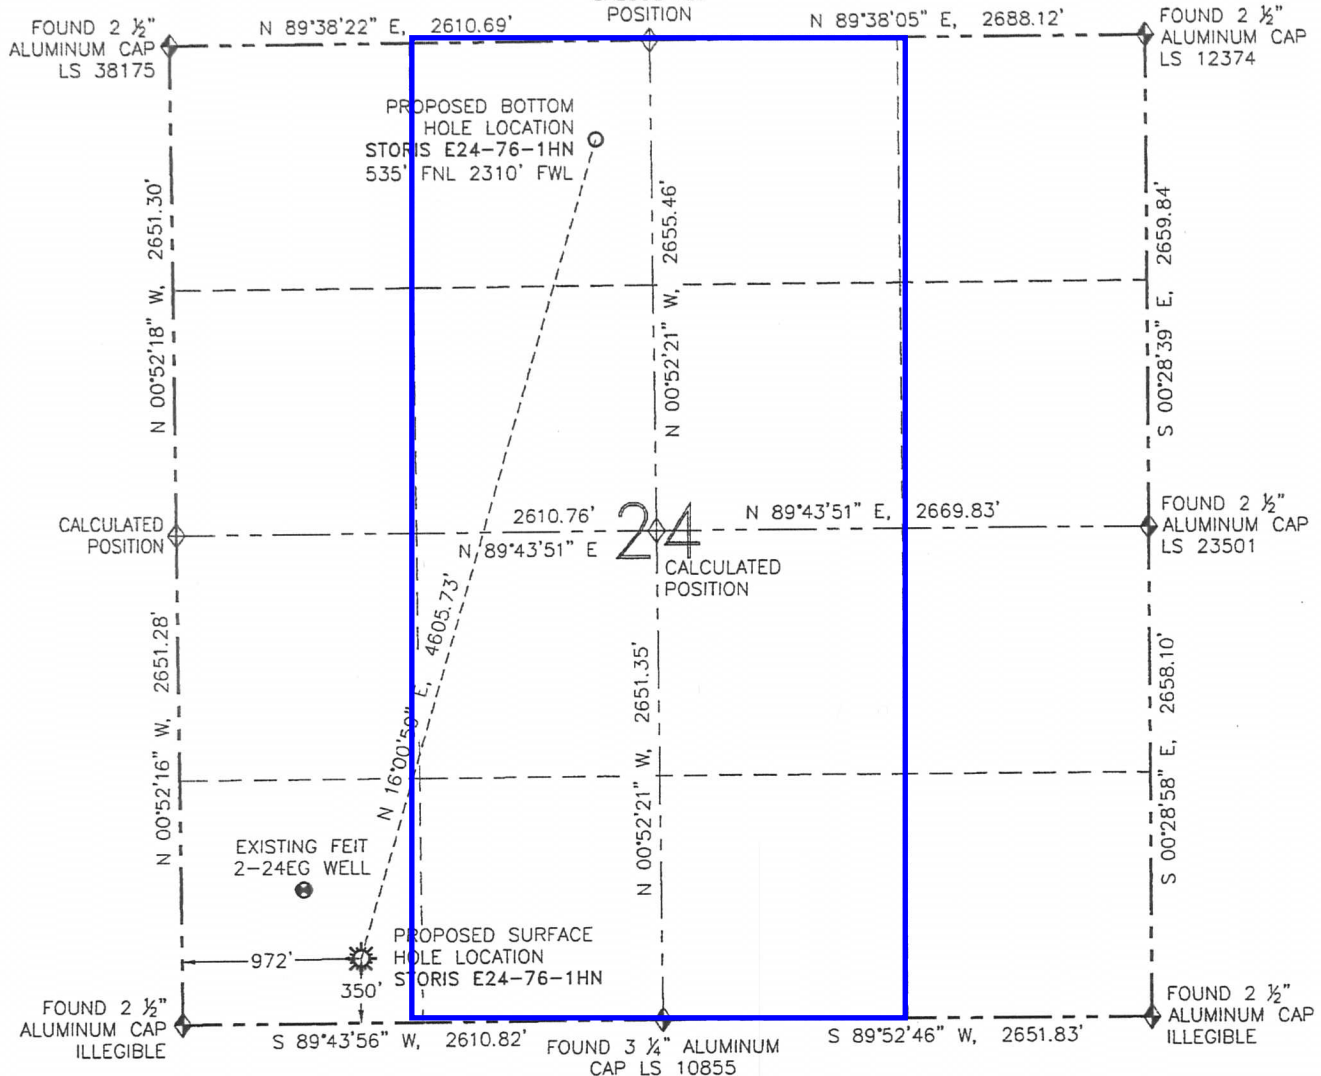 POSITION
FOUND 2 ½"
ALUMINUM CAP
LS 38175
N 89°38'22" E, 2610.69'
N 89°38'05" E, 2688.12'
FOUND 2 ½"
ALUMINUM CAP
LS 12374
PROPOSED BOTTOM
HOLE LOCATION
STORIS E24-76-1HN
535' FNL 2310' FWL
N 00°52'18" W, 2651.30'
N 00°52'21" W, 2655.46'
S 00°28'39" E, 2659.84'
CALCULATED
POSITION
2610.76'
N 89°43'51" E
24
N 89°43'51" E, 2669.83'
FOUND 2 ½"
ALUMINUM CAP
LS 23501
CALCULATED
POSITION
N 16°00'50" E, 4605.73'
N 00°52'16" W, 2651.28'
N 00°52'21" W, 2651.35'
S 00°28'58" E, 2658.10'
EXISTING FEIT
2-24EG WELL
PROPOSED SURFACE
HOLE LOCATION
STORIS E24-76-1HN
972'
350'
FOUND 2 ½"
ALUMINUM CAP
ILLEGIBLE
S 89°43'56" W, 2610.82'
FOUND 3 ¼" ALUMINUM
CAP LS 10855
S 89°52'46" W, 2651.83'
FOUND 2 ½"
ALUMINUM CAP
ILLEGIBLE